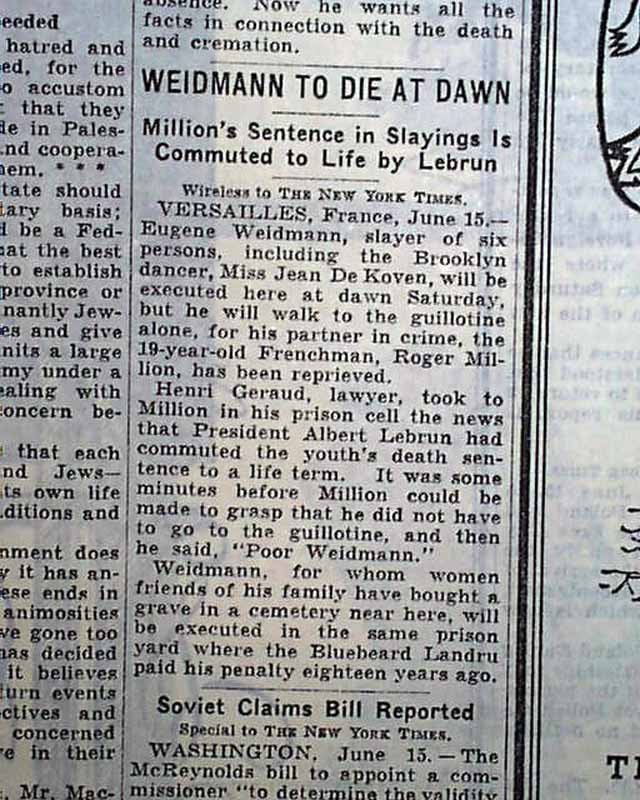 eeded
hatred and
ed, for the
o accustom
that they
de in Pales-
nd coopera-
hem. * * *
tate should
tary basis;
d be a Fed-
hat the best
to establish
province or
nantly Jew-
es and give
nits a large
my under a
ealing with
concern be-
that each
nd Jews—
ts own life
ditions and
nment does
y it has an-
ese ends in
animosities
ve gone too
has decided
it believes
turn events
ctives and
concerned
e in their
Mr. Mac-
absence. Now he wants all the
facts in connection with the death
and cremation.
WEIDMANN TO DIE AT DAWN
Million's Sentence in Slayings Is
Commuted to Life by Lebrun
Wireless to THE NEW YORK TIMES.
VERSAILLES, France, June 15.—
Eugene Weidmann, slayer of six
persons, including the Brooklyn
dancer, Miss Jean De Koven, will be
executed here at dawn Saturday,
but he will walk to the guillotine
alone, for his partner in crime, the
19-year-old Frenchman, Roger Mil-
lion, has been reprieved.
Henri Geraud, lawyer, took to
Million in his prison cell the news
that President Albert Lebrun had
commuted the youth's death sen-
tence to a life term. It was some
minutes before Million could be
made to grasp that he did not have
to go to the guillotine, and then
he said, "Poor Weidmann."
Weidmann, for whom women
friends of his family have bought a
grave in a cemetery near here, will
be executed in the same prison
yard where the Bluebeard Landru
paid his penalty eighteen years ago.
Soviet Claims Bill Reported
Special to THE NEW YORK TIMES.
WASHINGTON, June 15.—The
McReynolds bill to appoint a com-
missioner "to determine the validity